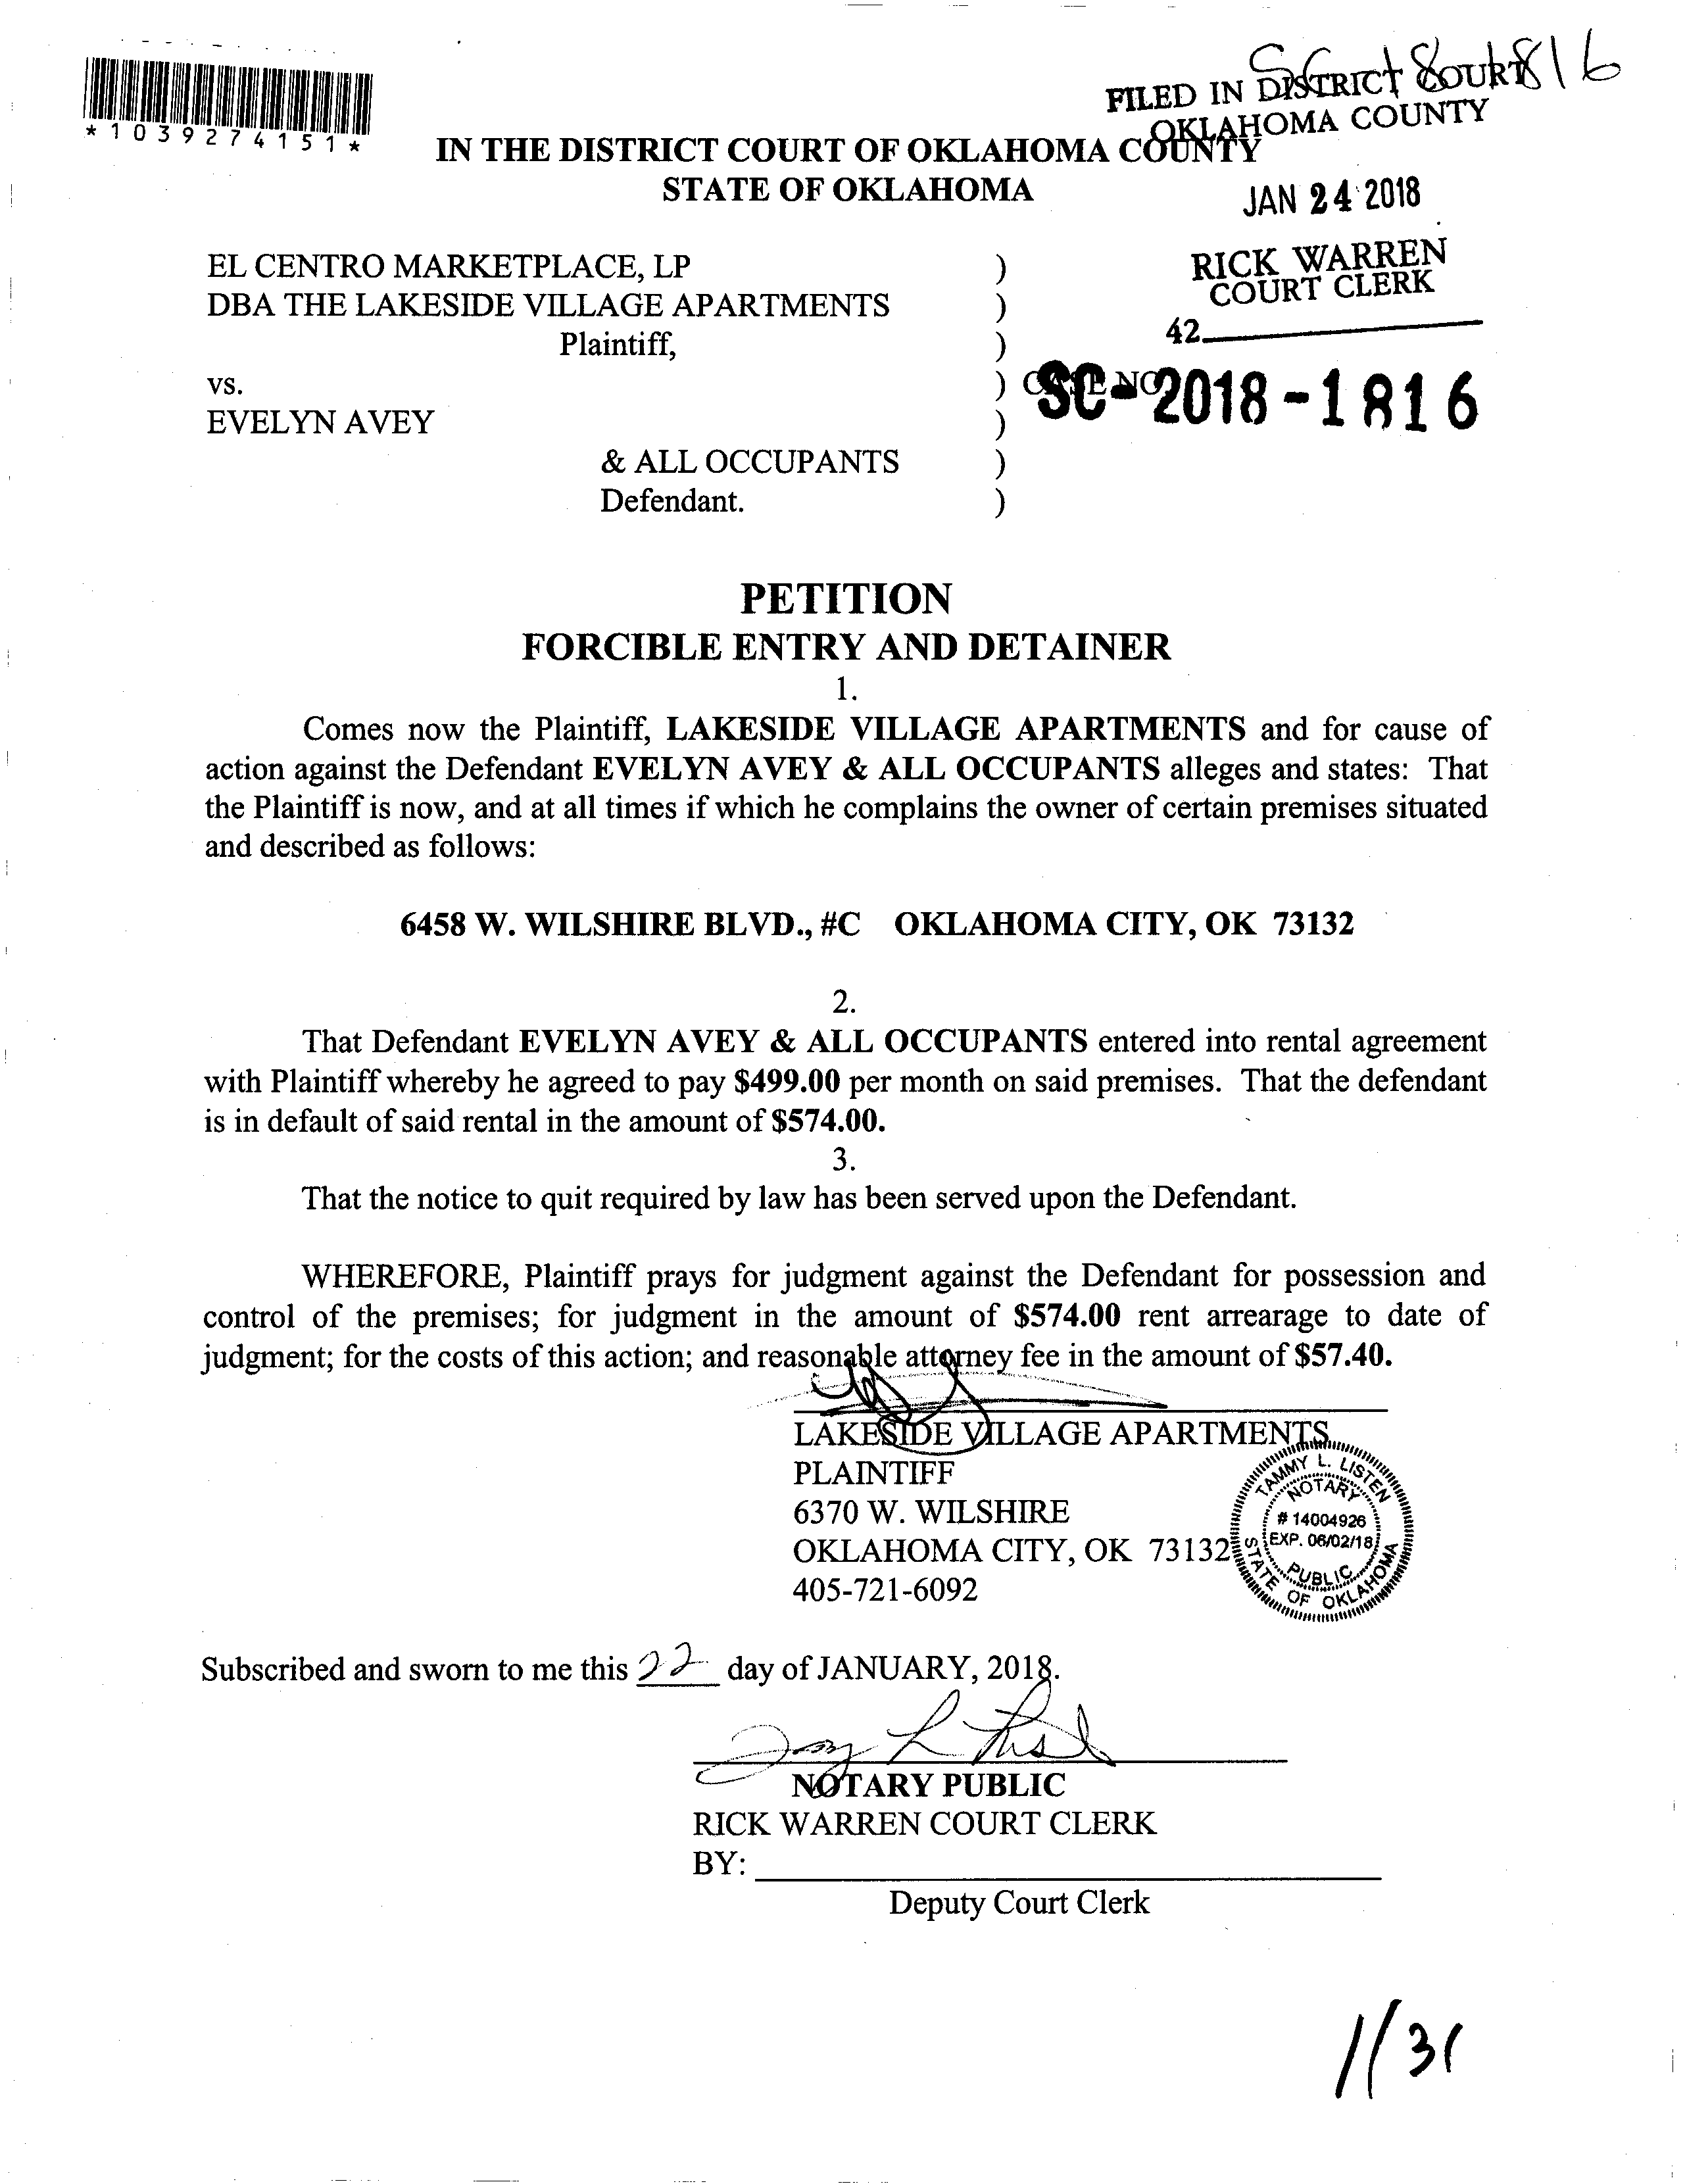 FILED IN DISTRICT COURT
OKLAHOMA COUNTY
*1039274151*
IN THE DISTRICT COURT OF OKLAHOMA COUNTY
STATE OF OKLAHOMA
JAN 24 2018
RICK WARREN
COURT CLERK
42
EL CENTRO MARKETPLACE, LP )
DBA THE LAKESIDE VILLAGE APARTMENTS )
Plaintiff, )
vs. ) CASE NO SC-2018-1816
EVELYN AVEY )
& ALL OCCUPANTS )
Defendant. )
PETITION
FORCIBLE ENTRY AND DETAINER
1.
Comes now the Plaintiff, LAKESIDE VILLAGE APARTMENTS and for cause of
action against the Defendant EVELYN AVEY & ALL OCCUPANTS alleges and states: That
the Plaintiff is now, and at all times if which he complains the owner of certain premises situated
and described as follows:
6458 W. WILSHIRE BLVD., #C OKLAHOMA CITY, OK 73132
2.
That Defendant EVELYN AVEY & ALL OCCUPANTS entered into rental agreement
with Plaintiff whereby he agreed to pay $499.00 per month on said premises. That the defendant
is in default of said rental in the amount of $574.00.
3.
That the notice to quit required by law has been served upon the Defendant.
WHEREFORE, Plaintiff prays for judgment against the Defendant for possession and
control of the premises; for judgment in the amount of $574.00 rent arrearage to date of
judgment; for the costs of this action; and reasonable attorney fee in the amount of $57.40.
LAKESIDE VILLAGE APARTMENTS
PLAINTIFF
6370 W. WILSHIRE
OKLAHOMA CITY, OK 73132
405-721-6092
TAMMY L. LISTEN
NOTARY
# 14004926
EXP. 06/02/18
PUBLIC
STATE OF OKLAHOMA
Subscribed and sworn to me this 22 day of JANUARY, 2018.
NOTARY PUBLIC
RICK WARREN COURT CLERK
BY:
Deputy Court Clerk
1/31